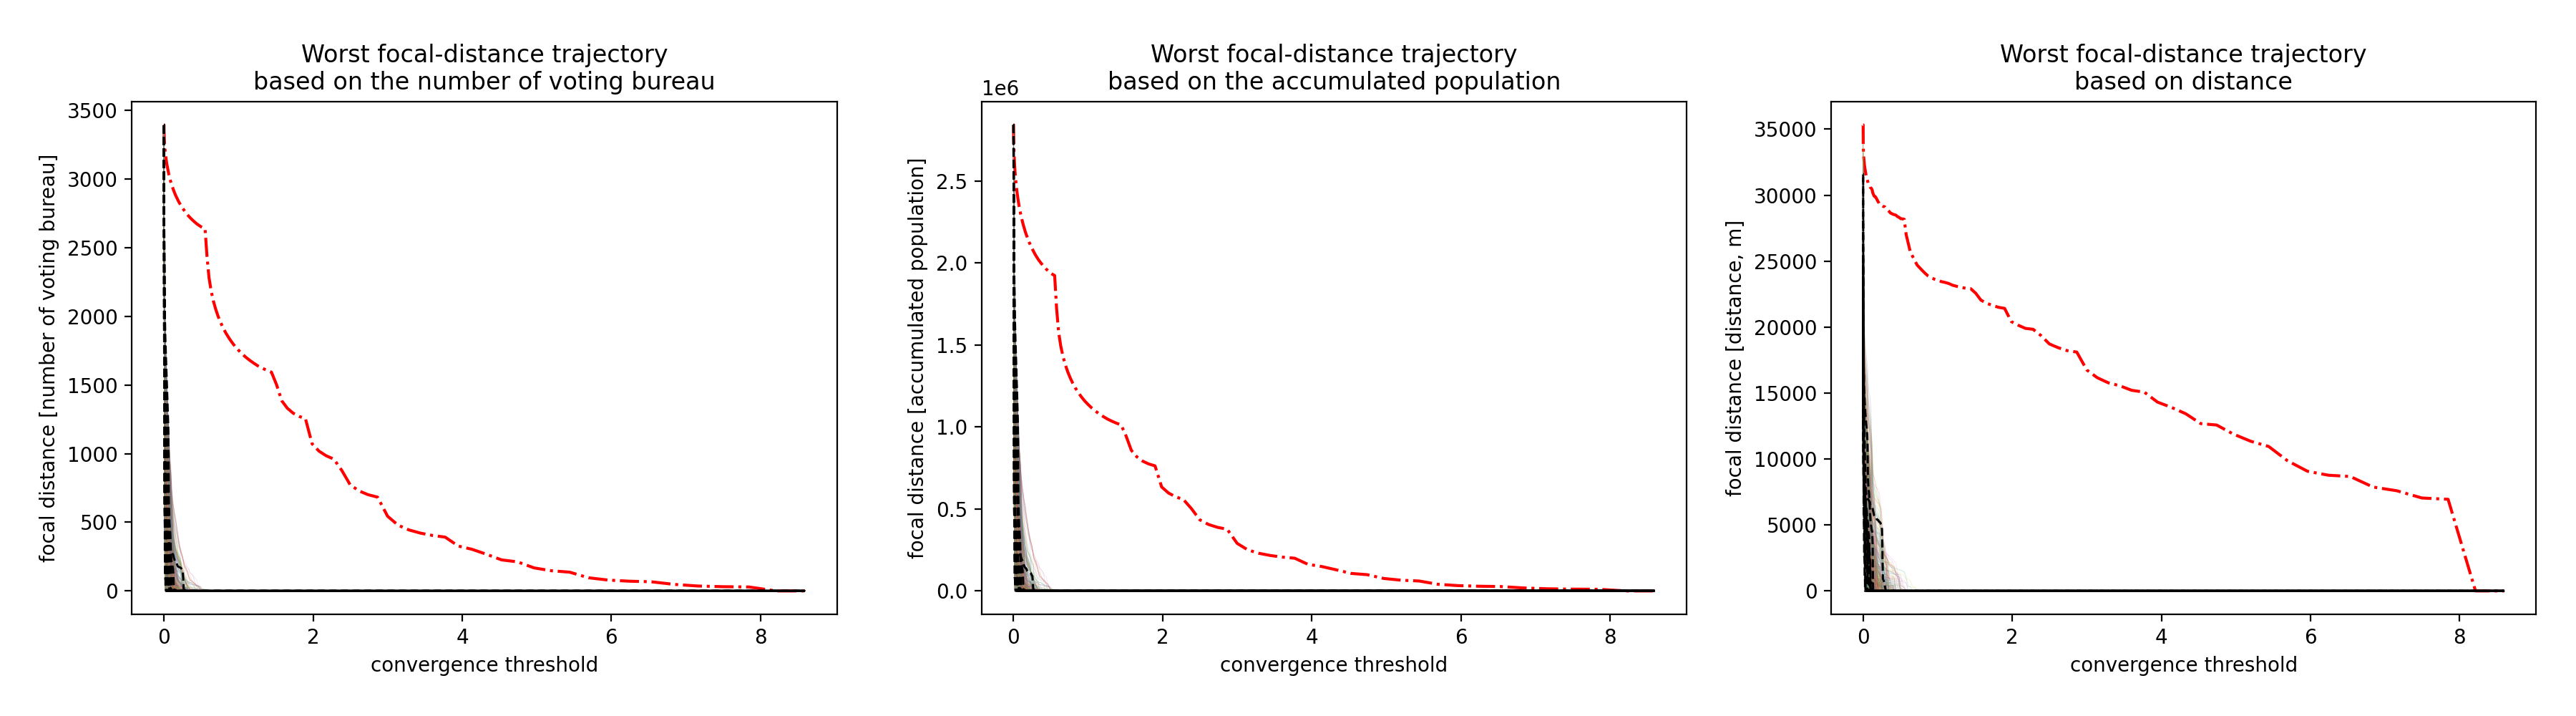 Worst focal-distance trajectory
based on the number of voting bureau
focal distance [number of voting bureau]
3500
3000
2500
2000
1500
1000
500
0
0 2 4 6 8
convergence threshold
Worst focal-distance trajectory
based on the accumulated population
1e6
focal distance [accumulated population]
2.5
2.0
1.5
1.0
0.5
0.0
0 2 4 6 8
convergence threshold
Worst focal-distance trajectory
based on distance
focal distance [distance, m]
35000
30000
25000
20000
15000
10000
5000
0
0 2 4 6 8
convergence threshold